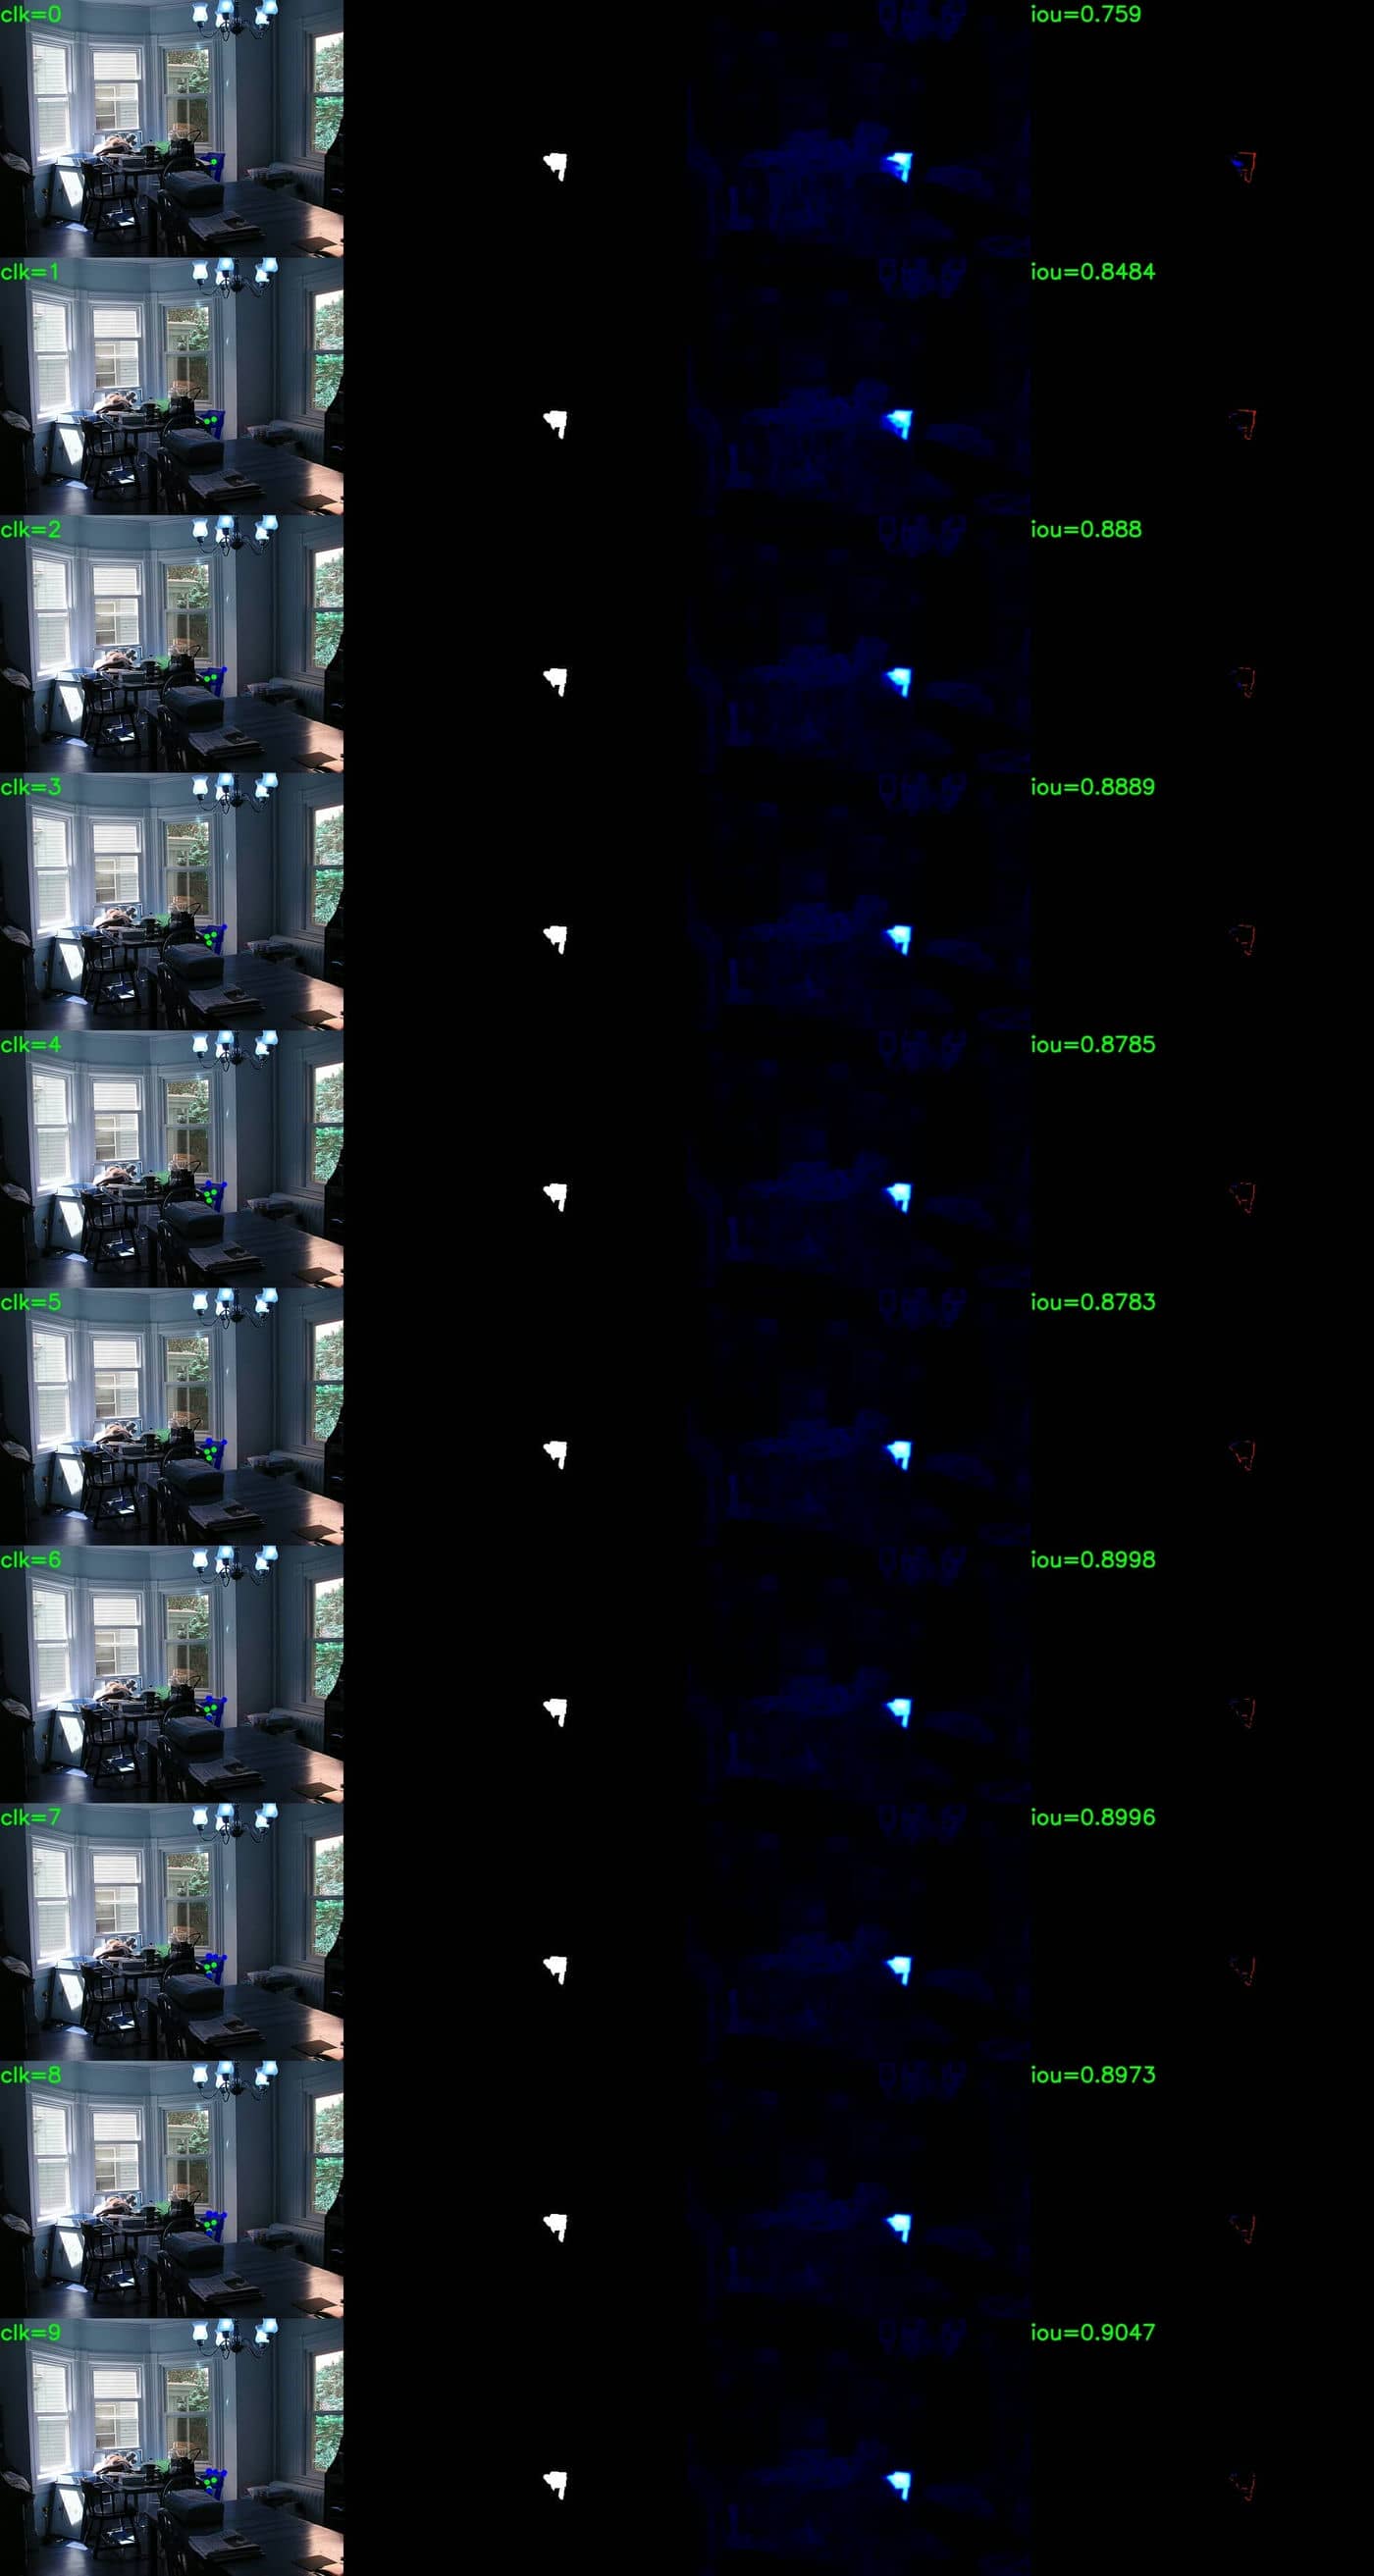 clk=0 iou=0.759
clk=1 iou=0.8484
clk=2 iou=0.888
clk=3 iou=0.8889
clk=4 iou=0.8785
clk=5 iou=0.8783
clk=6 iou=0.8998
clk=7 iou=0.8996
clk=8 iou=0.8973
clk=9 iou=0.9047